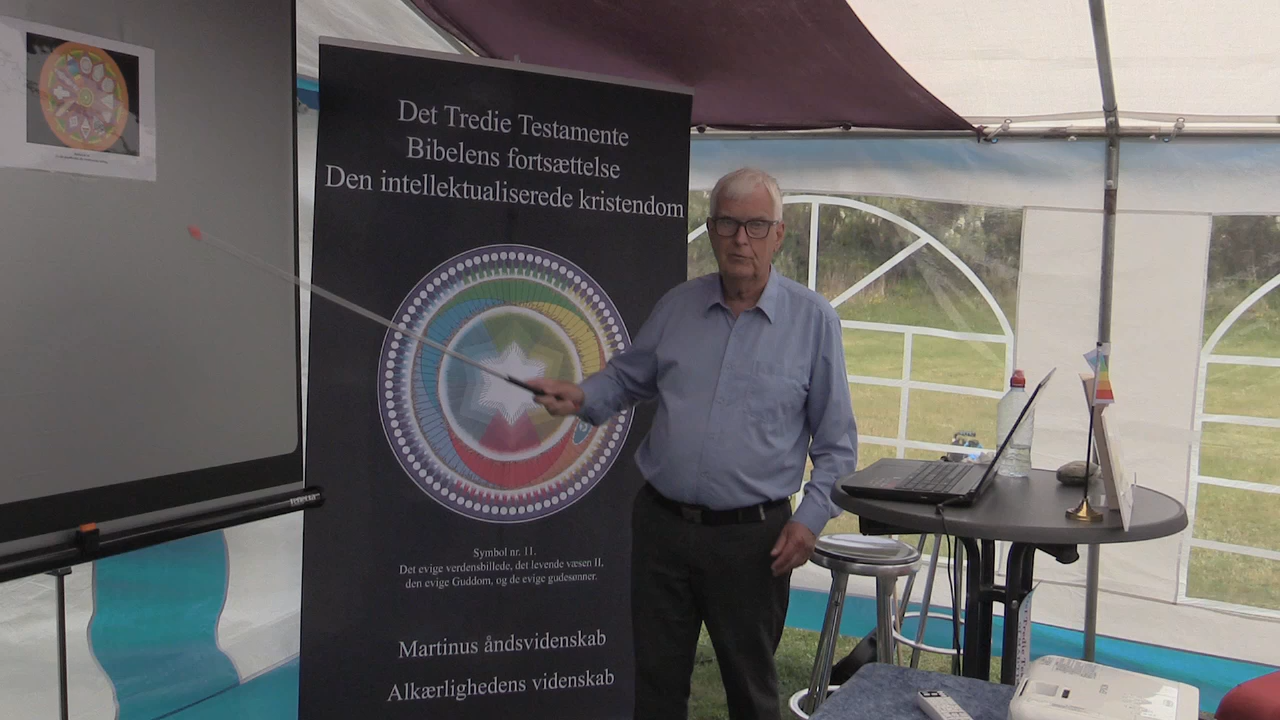 Det Tredie Testamente
Bibelens fortsættelse
Den intellektualiserede kristendom
Symbol nr. 11.
Det evige verdensbillede, det levende væsen II,
den evige Guddom, og de evige gudesønner.
Martinus åndsvidenskab
Alkærlighedens videnskab